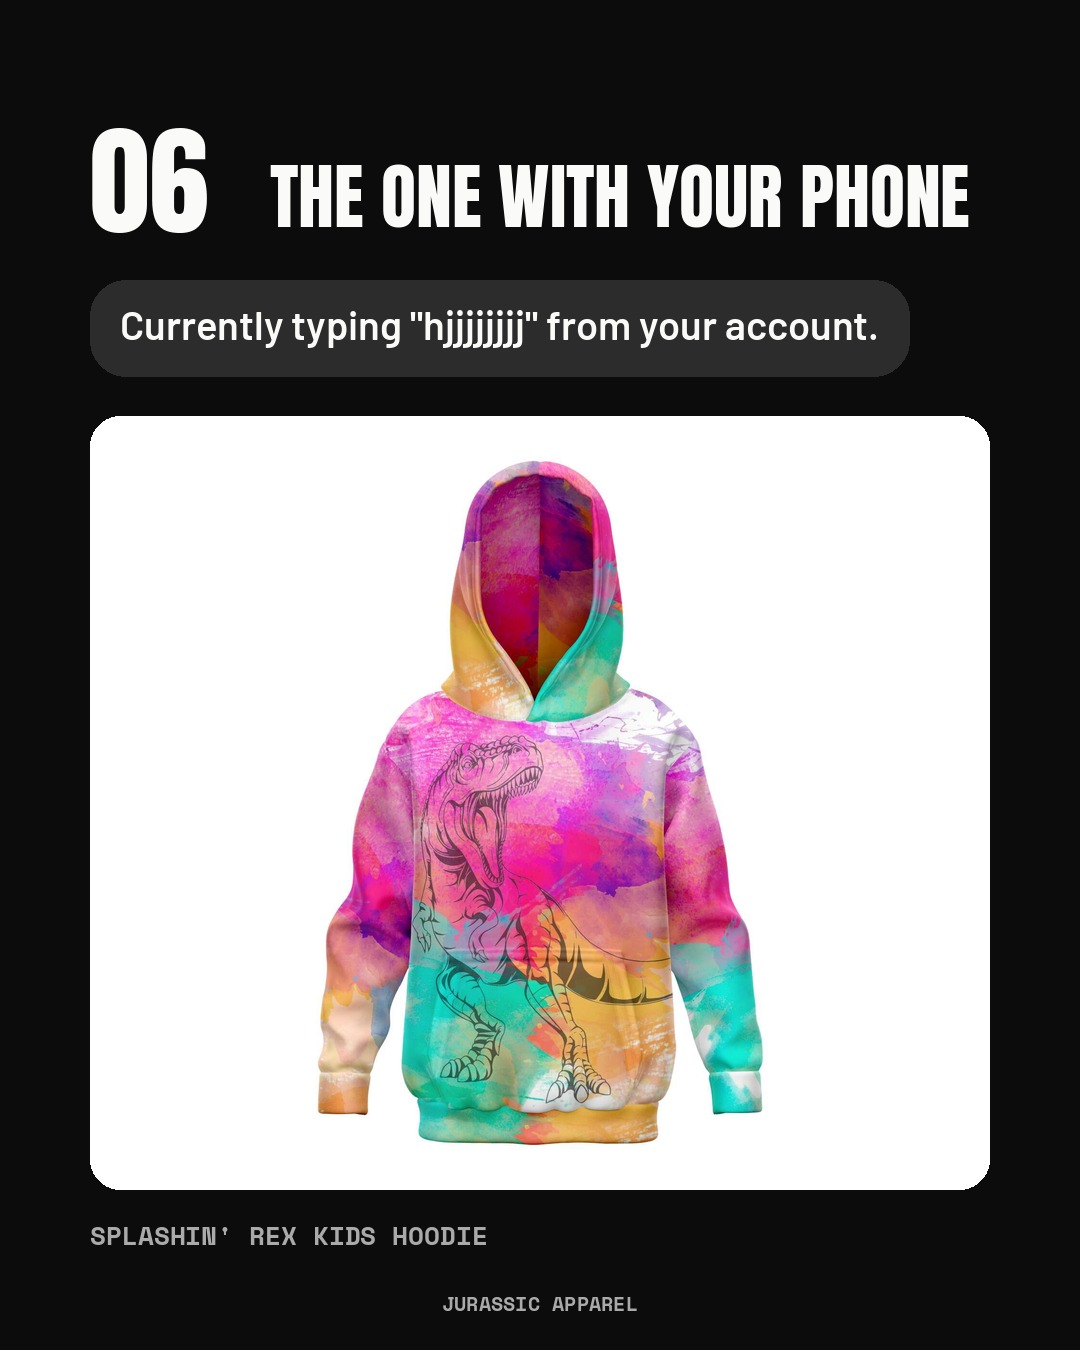 06 THE ONE WITH YOUR PHONE
Currently typing "hjjjjjjjj" from your account.
SPLASHIN' REX KIDS HOODIE
JURASSIC APPAREL